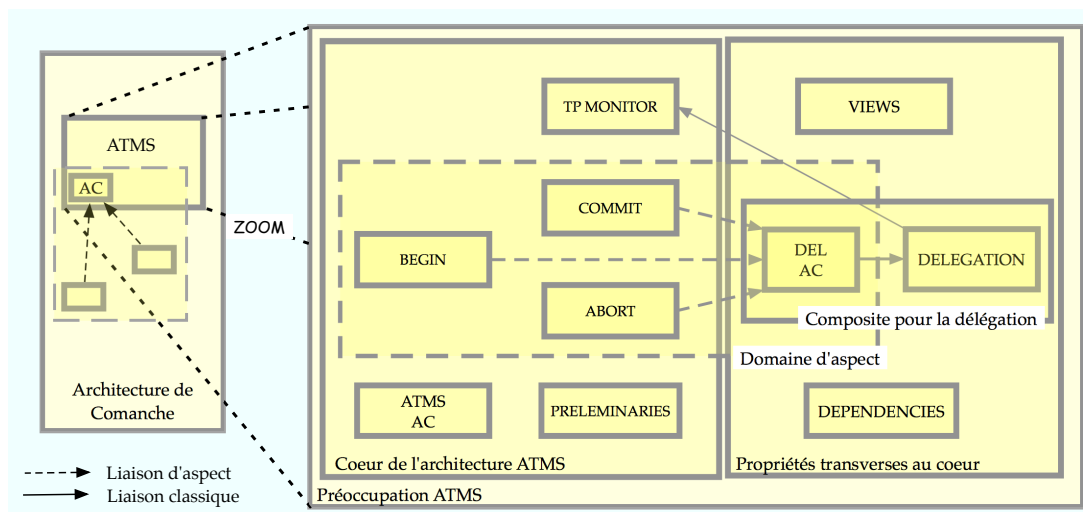 ATMS
AC
Architecture de
Comanche
Liaison d'aspect
Liaison classique
ZOOM
TP MONITOR
VIEWS
COMMIT
BEGIN
DEL
AC
DELEGATION
ABORT
Composite pour la délégation
Domaine d'aspect
ATMS
AC
PRELEMINARIES
DEPENDENCIES
Coeur de l'architecture ATMS
Propriétés transverses au coeur
Préoccupation ATMS